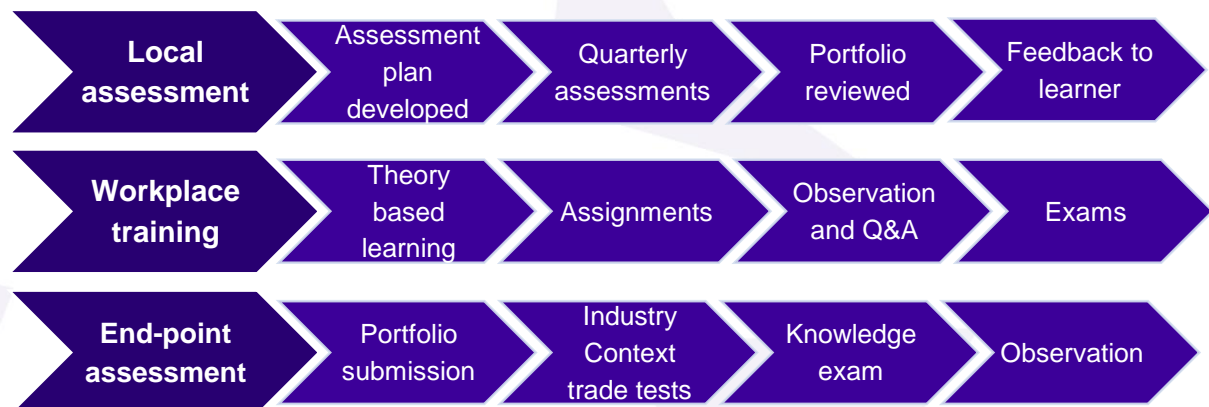 Local
assessment
Assessment
plan
developed
Quarterly
assessments
Portfolio
reviewed
Feedback to
learner
Workplace
training
Theory
based
learning
Assignments
Observation
and Q&A
Exams
End-point
assessment
Portfolio
submission
Industry
Context
trade tests
Knowledge
exam
Observation